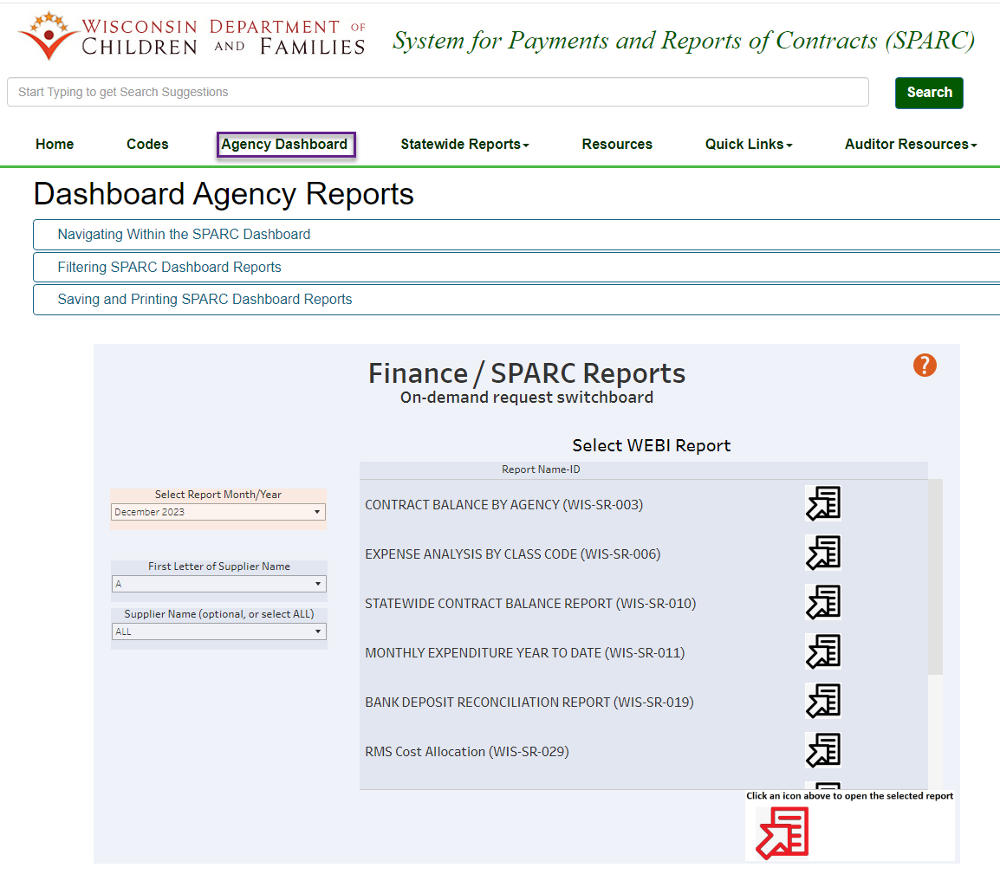 WISCONSIN DEPARTMENT OF
CHILDREN AND FAMILIES
System for Payments and Reports of Contracts (SPARC)
Start Typing to get Search Suggestions
Search
Home
Codes
Agency Dashboard
Statewide Reports
Resources
Quick Links
Auditor Resources
Dashboard Agency Reports
Navigating Within the SPARC Dashboard
Filtering SPARC Dashboard Reports
Saving and Printing SPARC Dashboard Reports
Finance / SPARC Reports
?
On-demand request switchboard
Select WEBI Report
Report Name-ID
Select Report Month/Year
December 2023
First Letter of Supplier Name
A
Supplier Name (optional, or select ALL)
ALL
CONTRACT BALANCE BY AGENCY (WIS-SR-003)
EXPENSE ANALYSIS BY CLASS CODE (WIS-SR-006)
STATEWIDE CONTRACT BALANCE REPORT (WIS-SR-010)
MONTHLY EXPENDITURE YEAR TO DATE (WIS-SR-011)
BANK DEPOSIT RECONCILIATION REPORT (WIS-SR-019)
RMS Cost Allocation (WIS-SR-029)
Click an icon above to open the selected report